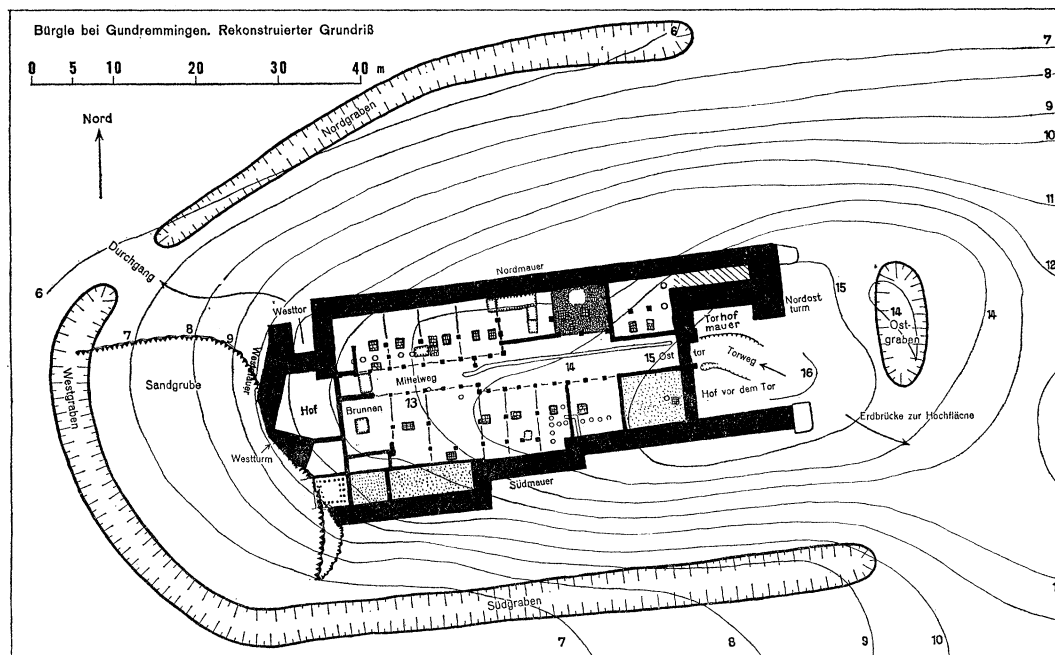 Bürgle bei Gundremmingen. Rekonstruierter Grundriß
0 5 10 20 30 40 m
Nord
Nordgraben
6
7
8
9
10
11
12
Durchgang
6
7
8
Westgraben
Sandgrube
Westmauer
Westtor
Westturm
Hof
Nordmauer
Brunnen
Mittelweg
13
14
15
Ost tor
Torhof
mauer
Torweg
Hof vor dem Tor
16
Nordost
turm
15
14
Ost-
graben
14
Erdbrücke zur Hochfläche
Südmauer
Südgraben
7
8
9
10